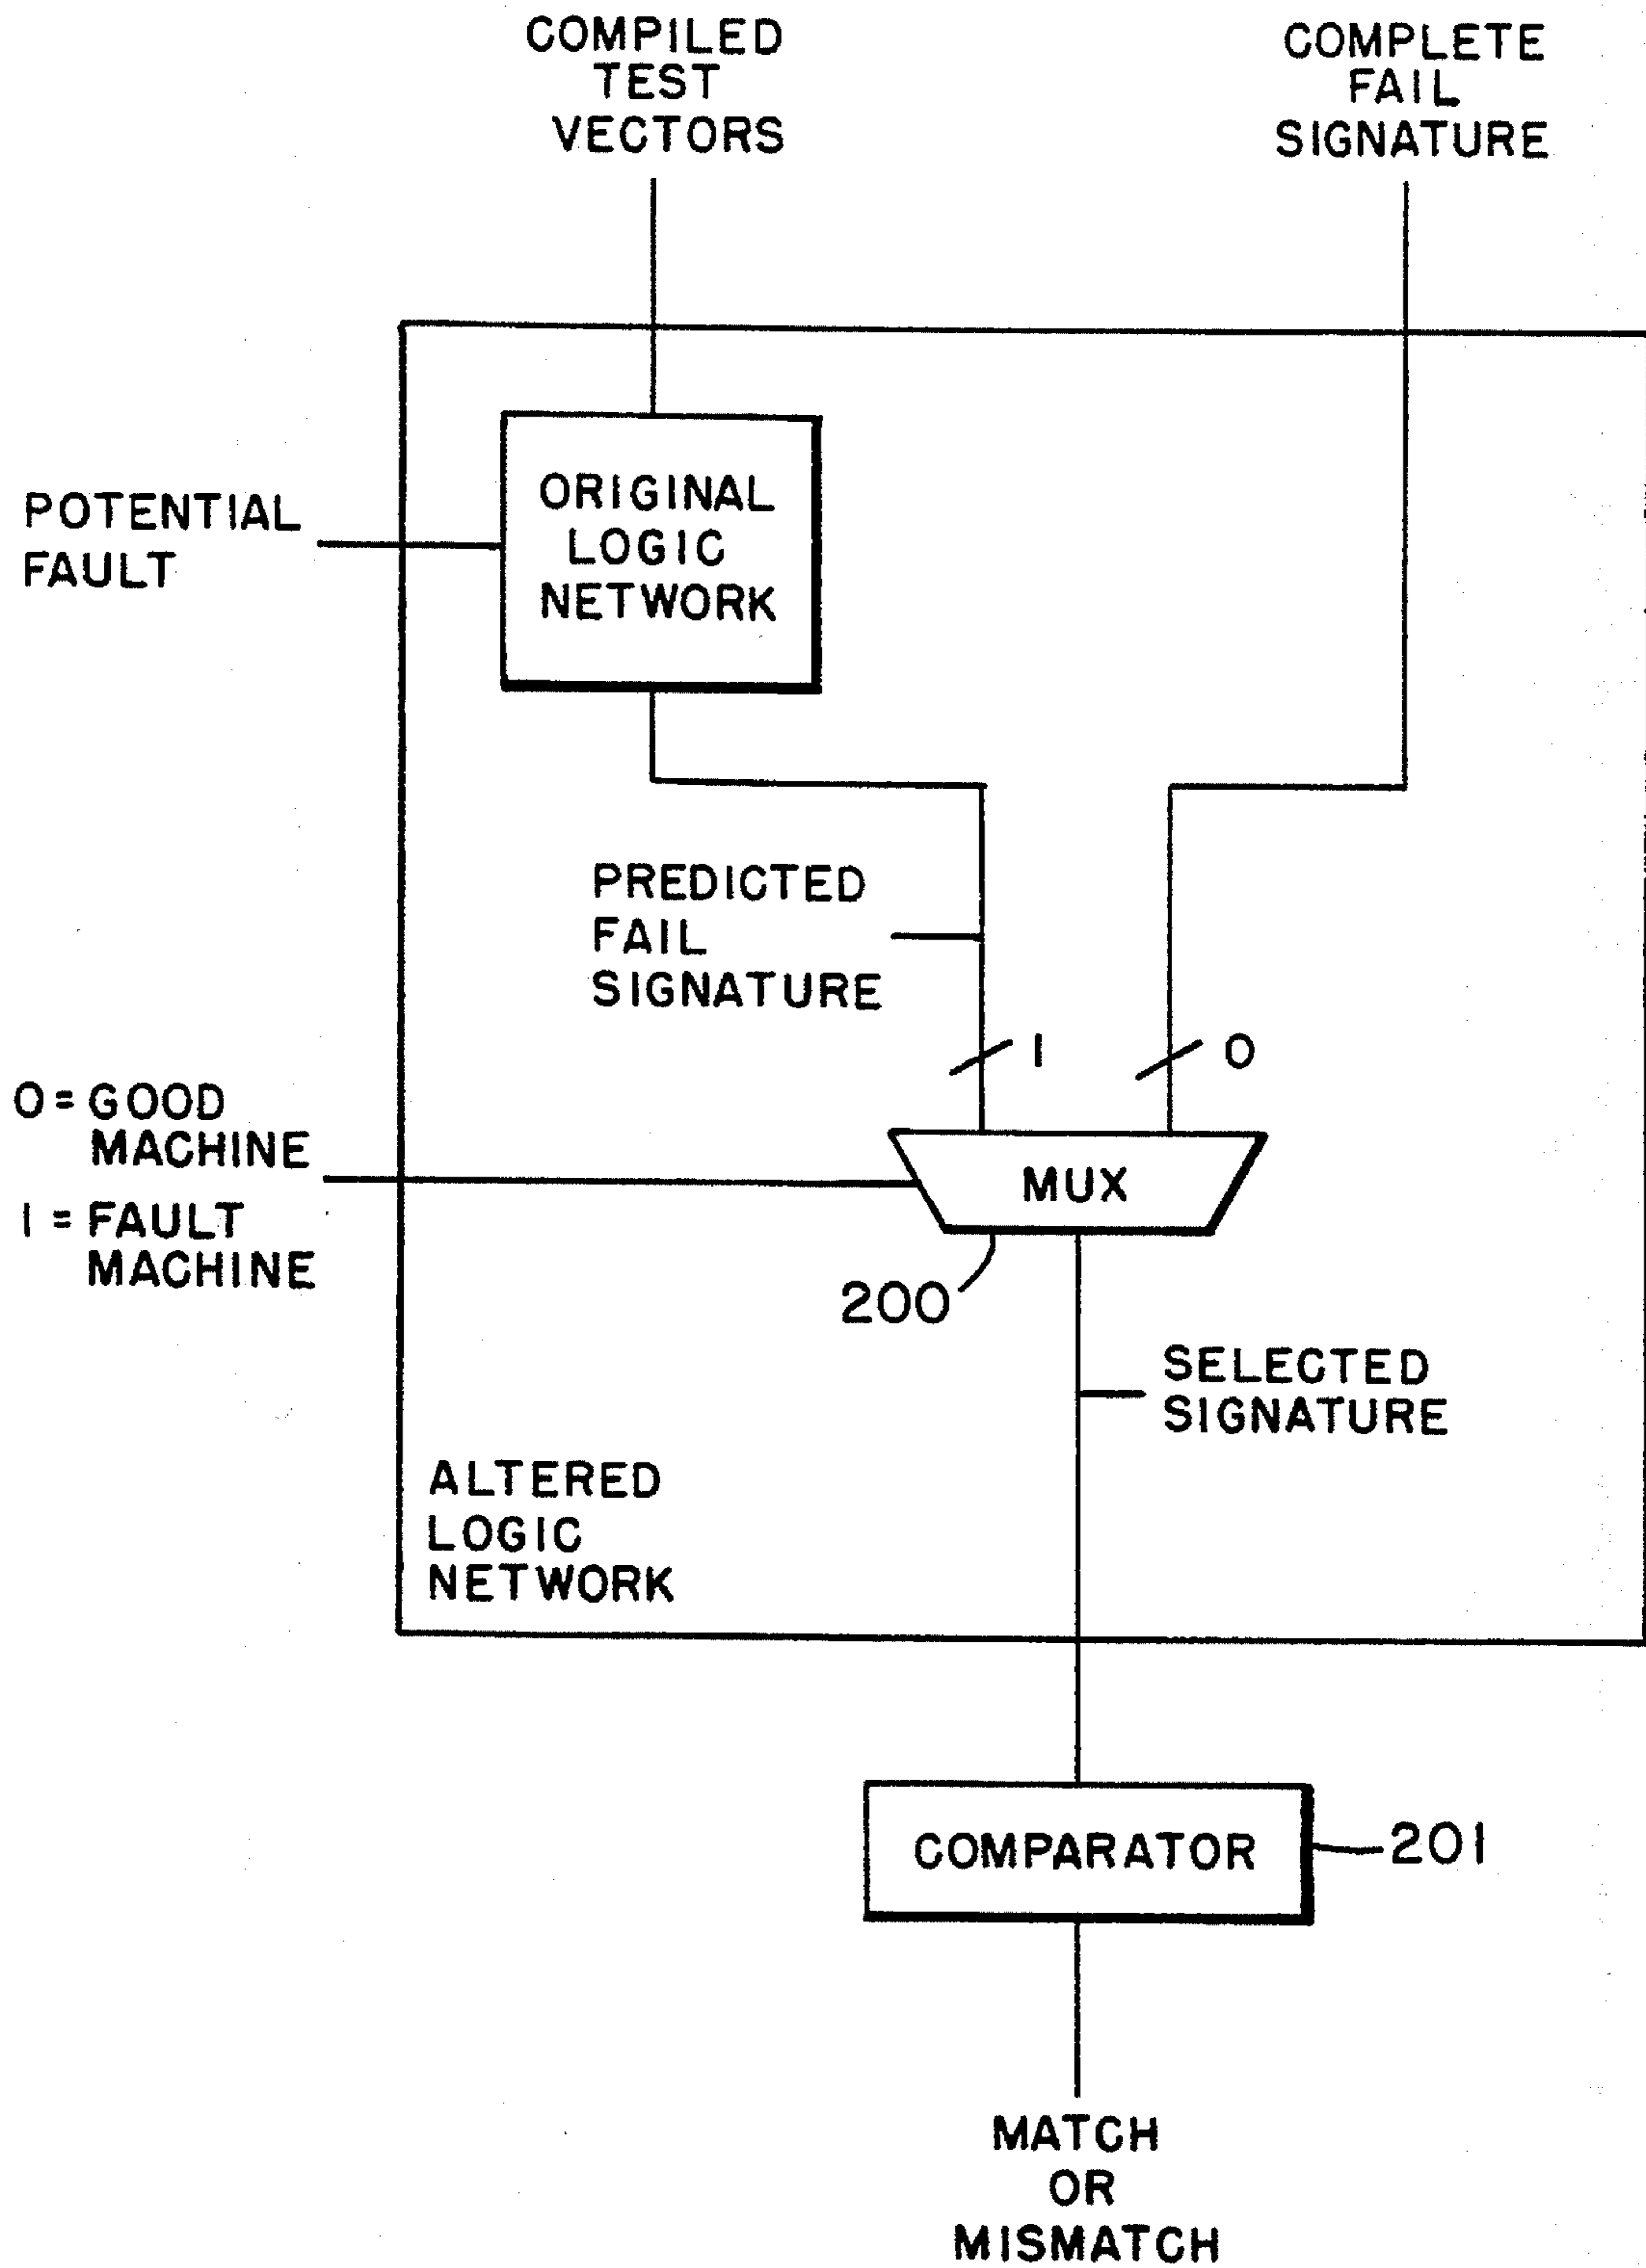 COMPILED
TEST
VECTORS
COMPLETE
FAIL
SIGNATURE
POTENTIAL
FAULT
ORIGINAL
LOGIC
NETWORK
PREDICTED
FAIL
SIGNATURE
1
0
0 = GOOD
MACHINE
1 = FAULT
MACHINE
MUX
200
SELECTED
SIGNATURE
ALTERED
LOGIC
NETWORK
COMPARATOR
201
MATCH
OR
MISMATCH